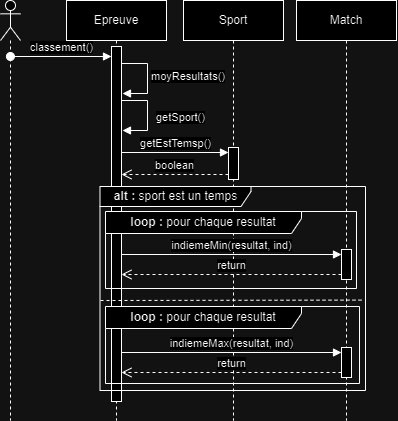 Epreuve
Sport
Match
classement()
moyResultats()
getSport()
getEstTemsp()
boolean
alt : sport est un temps
loop : pour chaque resultat
indiemeMin(resultat, ind)
return
loop : pour chaque resultat
indiemeMax(resultat, ind)
return